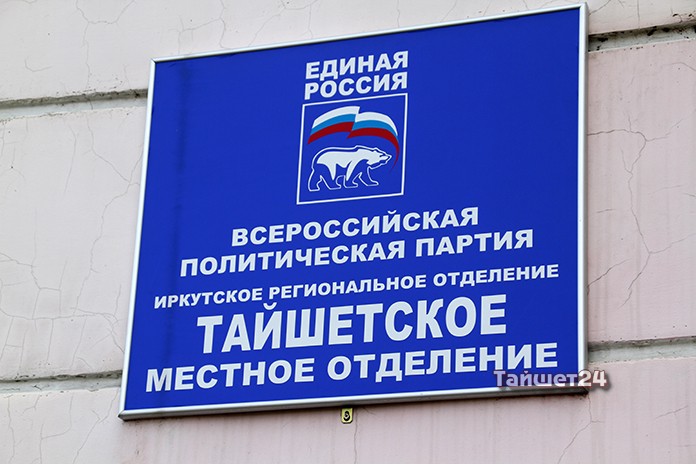 ЕДИНАЯ
РОССИЯ
ВСЕРОССИЙСКАЯ
ПОЛИТИЧЕСКАЯ ПАРТИЯ
ИРКУТСКОЕ РЕГИОНАЛЬНОЕ ОТДЕЛЕНИЕ
ТАЙШЕТСКОЕ
МЕСТНОЕ ОТДЕЛЕНИЕ
Тайшет24